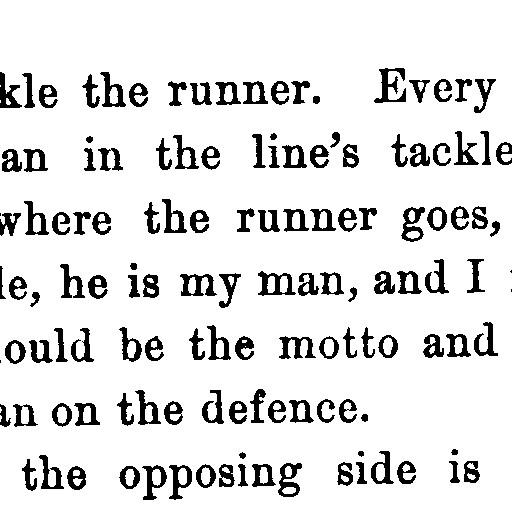 kle the runner. Every
an in the line's tackle
where the runner goes,
le, he is my man, and I
ould be the motto and
an on the defence.
the opposing side is